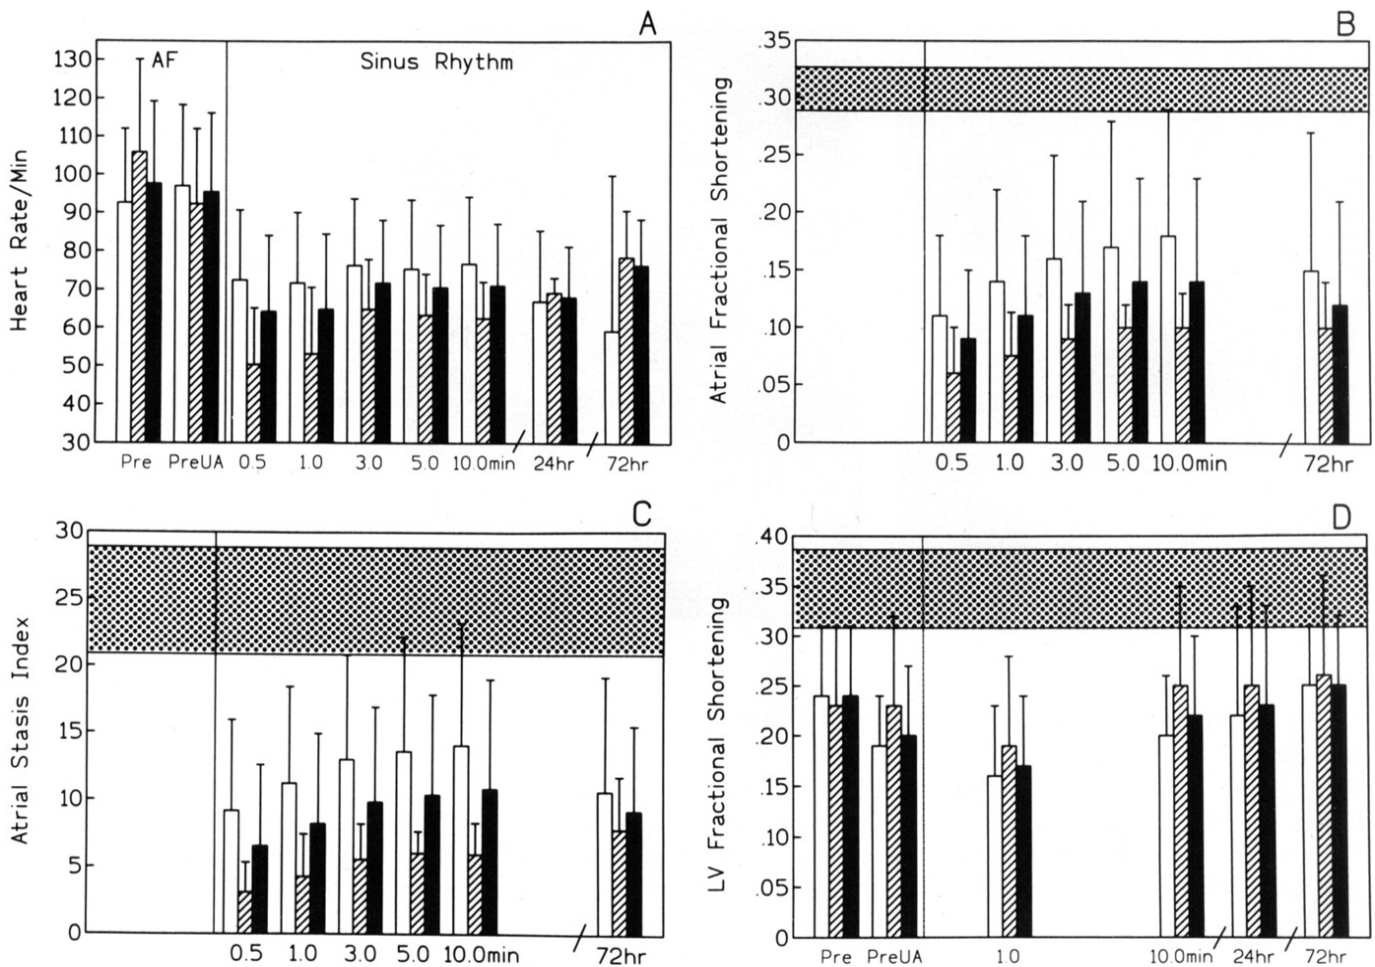 A
AF
Sinus Rhythm
Heart Rate/Min
130
120
110
100
90
80
70
60
50
40
30
Pre PreUA 0.5 1.0 3.0 5.0 10.0min 24hr 72hr
B
Atrial Fractional Shortening
.35
.30
.25
.20
.15
.10
.05
0
0.5 1.0 3.0 5.0 10.0min 72hr
C
Atrial Stasis Index
30
25
20
15
10
5
0
0.5 1.0 3.0 5.0 10.0min 72hr
D
LV Fractional Shortening
.40
.35
.30
.25
.20
.15
.10
.05
0
Pre PreUA 1.0 10.0min 24hr 72hr